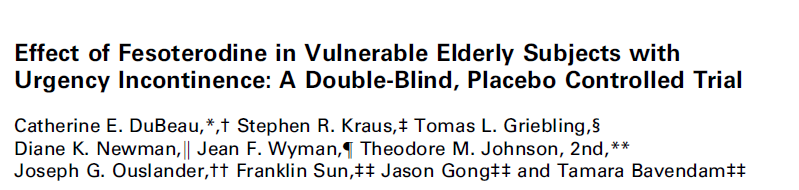 Effect of Fesoterodine in Vulnerable Elderly Subjects with
Urgency Incontinence: A Double-Blind, Placebo Controlled Trial
Catherine E. DuBeau,*,† Stephen R. Kraus,‡ Tomas L. Griebling,§
Diane K. Newman,‖ Jean F. Wyman,¶ Theodore M. Johnson, 2nd,**
Joseph G. Ouslander,†† Franklin Sun,‡‡ Jason Gong‡‡ and Tamara Bavendam‡‡